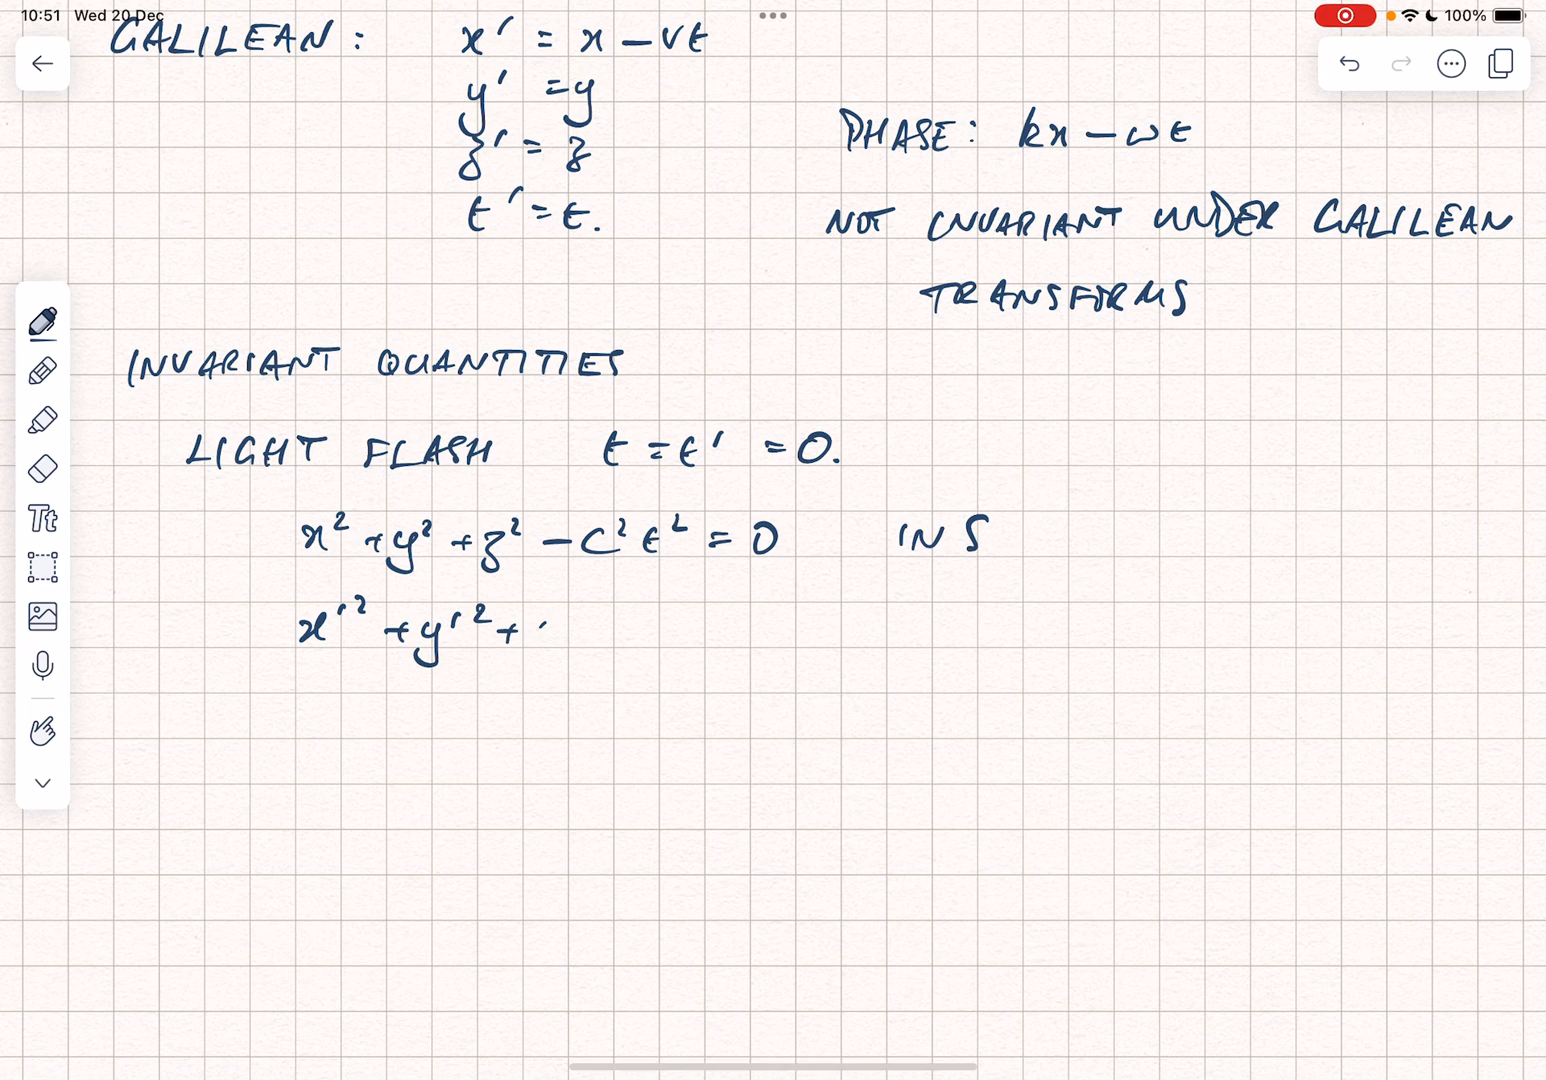 10:51 Wed 20 Dec
100%
GALILEAN: x' = x - vt
y' = y
z' = z
t' = t.
PHASE: kx - ωt
NOT INVARIANT UNDER GALILEAN
TRANSFORMS
INVARIANT QUANTITIES
LIGHT FLASH t = t' = 0.
x² + y² + z² - c²t² = 0 IN S
x'² + y'² +
Tt